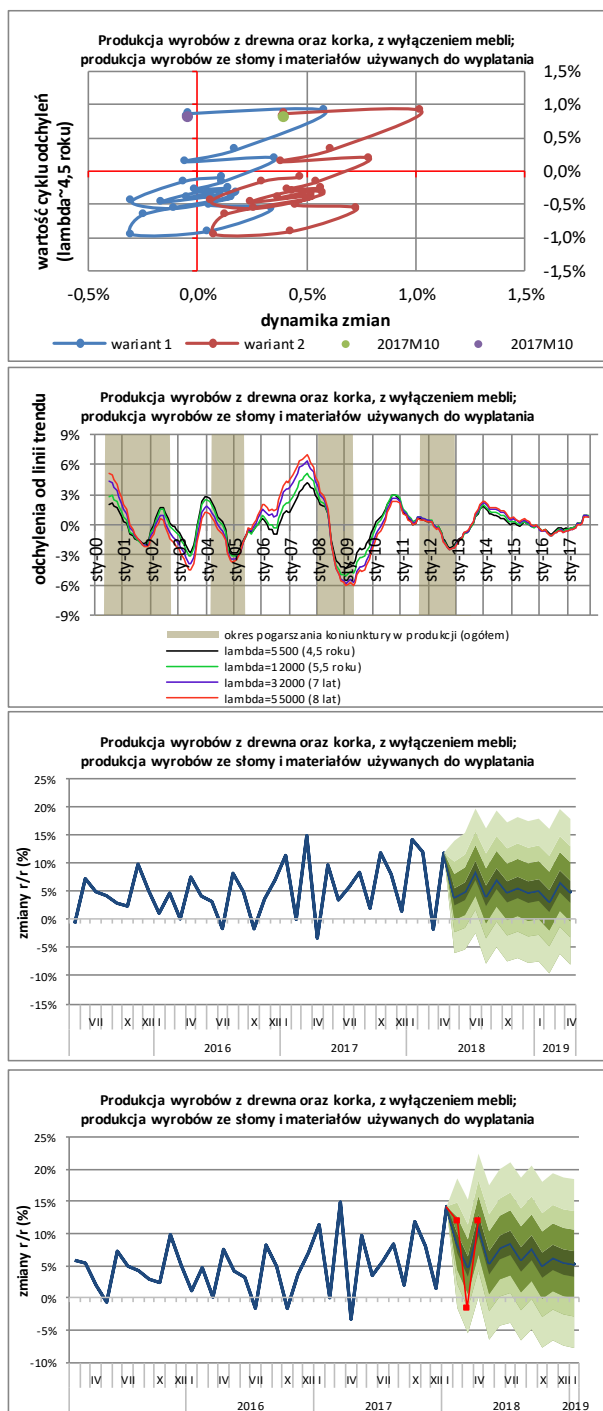 Produkcja wyrobów z drewna oraz korka, z wyłączeniem mebli;
produkcja wyrobów ze słomy i materiałów używanych do wyplatania
wartość cyklu odchyleń
(lambda~4,5 roku)
1,5%
1,0%
0,5%
0,0%
-0,5%
-1,0%
-1,5%
-0,5% 0,0% 0,5% 1,0% 1,5%
dynamika zmian
wariant 1 wariant 2 2017M10 2017M10
Produkcja wyrobów z drewna oraz korka, z wyłączeniem mebli;
produkcja wyrobów ze słomy i materiałów używanych do wyplatania
odchylenia od linii trendu
9%
6%
3%
0%
-3%
-6%
-9%
sty-00 sty-01 sty-02 sty-03 sty-04 sty-05 sty-06 sty-07 sty-08 sty-09 sty-10 sty-11 sty-12 sty-13 sty-14 sty-15 sty-16 sty-17
okres pogarszania koniunktury w produkcji (ogółem)
lambda=5500 (4,5 roku)
lambda=12000 (5,5 roku)
lambda=32000 (7 lat)
lambda=55000 (8 lat)
Produkcja wyrobów z drewna oraz korka, z wyłączeniem mebli;
produkcja wyrobów ze słomy i materiałów używanych do wyplatania
zmiany r/r (%)
25%
20%
15%
10%
5%
0%
-5%
-10%
-15%
VII X XII I IV VII X XII I IV VII X XII I IV VII X I IV
2016 2017 2018 2019
Produkcja wyrobów z drewna oraz korka, z wyłączeniem mebli;
produkcja wyrobów ze słomy i materiałów używanych do wyplatania
zmiany r/r (%)
25%
20%
15%
10%
5%
0%
-5%
-10%
IV VII X XII I IV VII X XII I IV VII X XII I IV VII X XII I
2016 2017 2018 2019